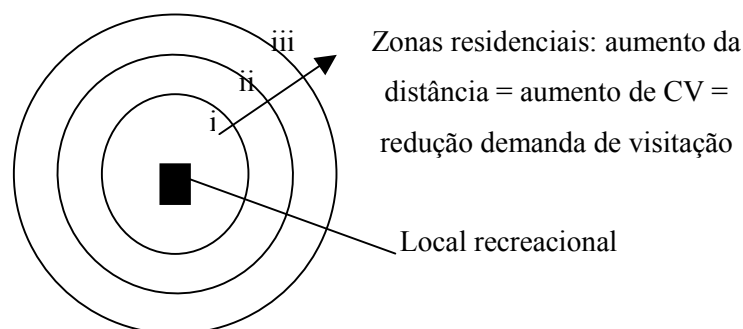 iii
Zonas residenciais: aumento da
ii
distância = aumento de CV =
i
redução demanda de visitação
Local recreacional